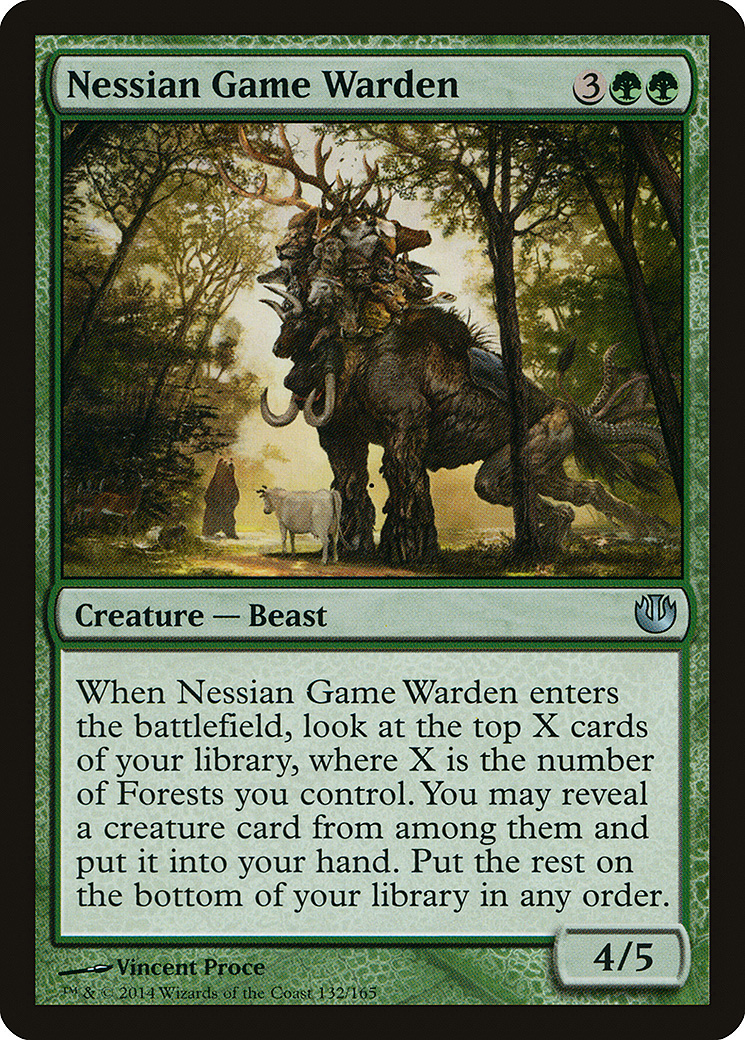 Nessian Game Warden 3
Creature — Beast
When Nessian Game Warden enters
the battlefield, look at the top X cards
of your library, where X is the number
of Forests you control. You may reveal
a creature card from among them and
put it into your hand. Put the rest on
the bottom of your library in any order.
4/5
Vincent Proce
™ & © 2014 Wizards of the Coast 132/165